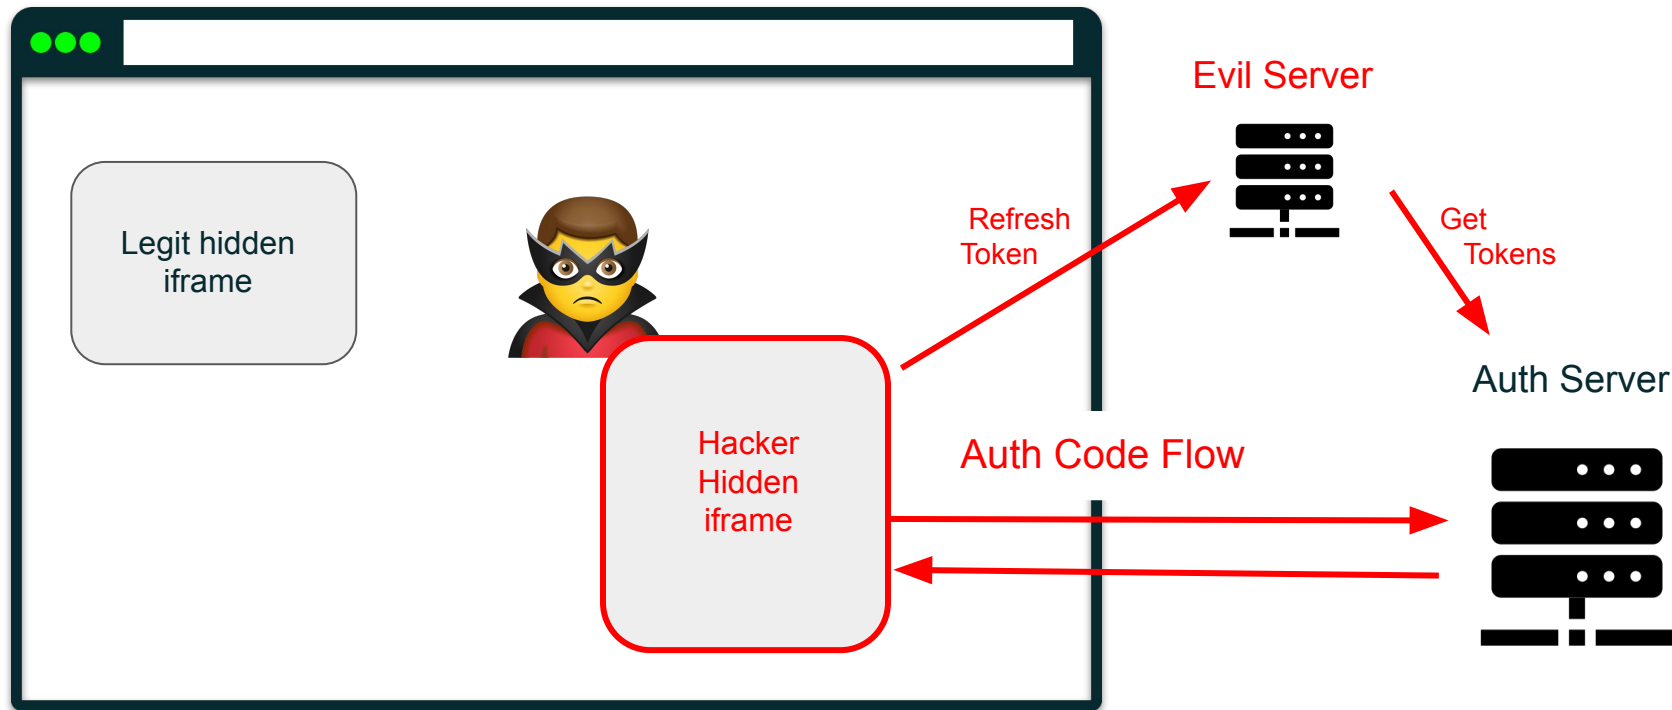 Evil Server
Legit hidden
iframe
Refresh
Token
Get
Tokens
Auth Server
Hacker
Hidden
iframe
Auth Code Flow